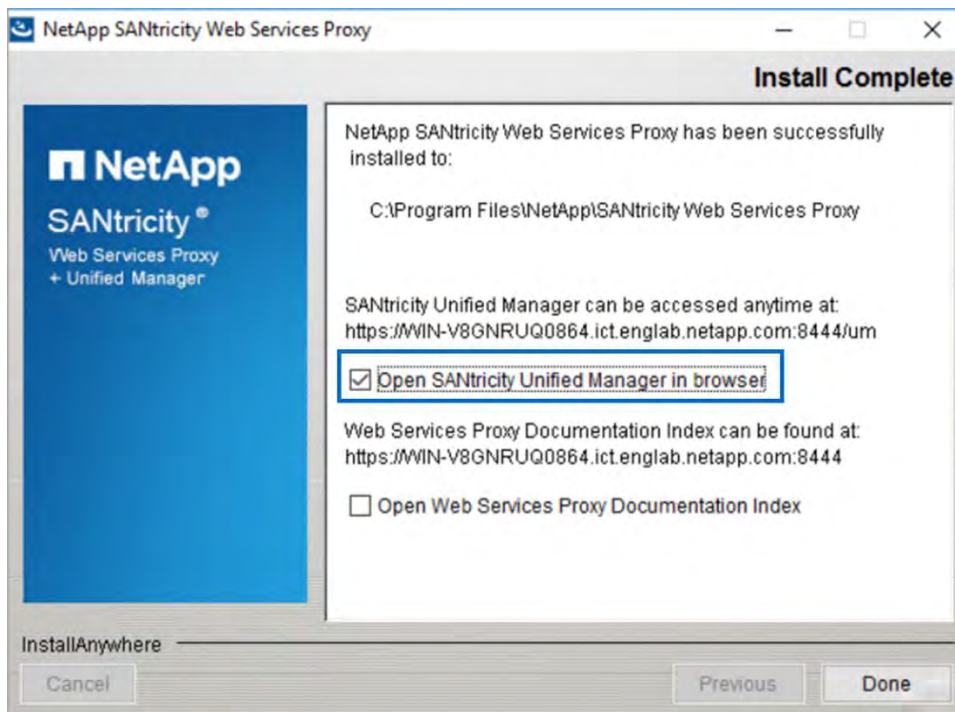 NetApp SANtricity Web Services Proxy
Install Complete
NetApp
SANtricity ®
Web Services Proxy
+ Unified Manager
NetApp SANtricity Web Services Proxy has been successfully
installed to:
C:\Program Files\NetApp\SANtricity Web Services Proxy
SANtricity Unified Manager can be accessed anytime at:
https://WIN-V8GNRUQ0864.ict.englab.netapp.com:8444/um
Open SANtricity Unified Manager in browser
Web Services Proxy Documentation Index can be found at:
https://WIN-V8GNRUQ0864.ict.englab.netapp.com:8444
Open Web Services Proxy Documentation Index
InstallAnywhere
Cancel
Previous
Done